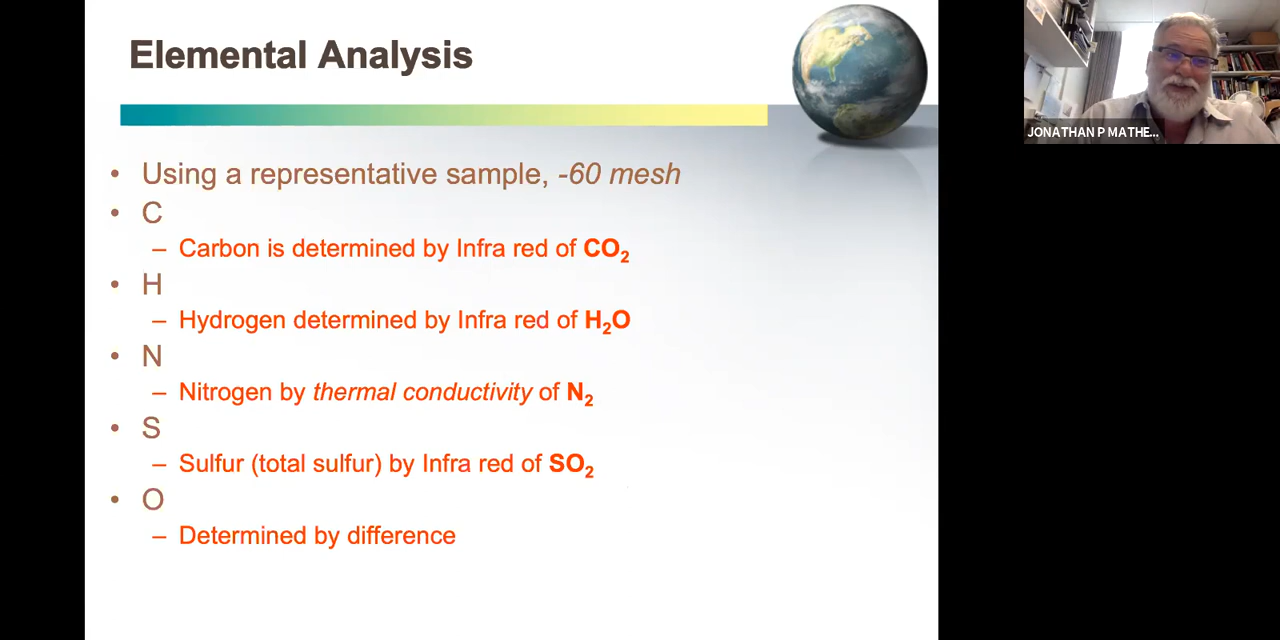 Elemental Analysis
JONATHAN P MATHE...
• Using a representative sample, -60 mesh
• C
– Carbon is determined by Infra red of CO₂
• H
– Hydrogen determined by Infra red of H₂O
• N
– Nitrogen by thermal conductivity of N₂
• S
– Sulfur (total sulfur) by Infra red of SO₂
• O
– Determined by difference